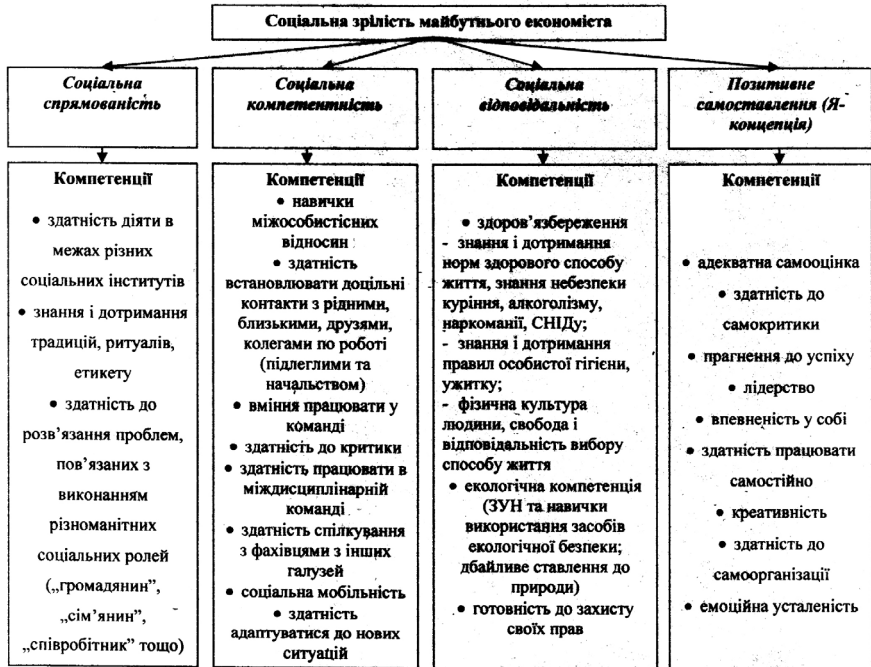 Соціальна зрілість майбутнього економіста
Соціальна
спрямованість
Компетенції
• здатність діяти в
межах різних
соціальних інститутів
• знання і дотримання
традицій, ритуалів,
етикету
• здатність до
розв’язання проблем,
пов’язаних з
виконанням
різноманітних
соціальних ролей
(„громадянин”,
„сім’янин”,
„співробітник” тощо)
Соціальна
компетентність
Компетенції
• навички
міжособистісних
відносин
• здатність
встановлювати доцільні
контакти з рідними,
близькими, друзями,
колегами по роботі
(підлеглими та
начальством)
• вміння працювати у
команді
• здатність до критики
• здатність працювати в
міждисциплінарній
команді
• здатність спілкування
з фахівцями з інших
галузей
• соціальна мобільність
• здатність
адаптуватися до нових
ситуацій
Соціальна
відповідальність
Компетенції
• здоров’язбереження
- знання і дотримання
норм здорового способу
життя, знання небезпеки
куріння, алкоголізму,
наркоманії, СНІДу;
- знання і дотримання
правил особистої гігієни,
ужитку;
- фізична культура
людини, свобода і
відповідальність вибору
способу життя
• екологічна компетенція
(ЗУН та навички
використання засобів
екологічної безпеки;
дбайливе ставлення до
природи)
• готовність до захисту
своїх прав
Позитивне
самоставлення (Я-
концепція)
Компетенції
• адекватна самооцінка
• здатність до
самокритики
• прагнення до успіху
• лідерство
• впевненість у собі
• здатність працювати
самостійно
• креативність
• здатність до
самоорганізації
• емоційна усталеність